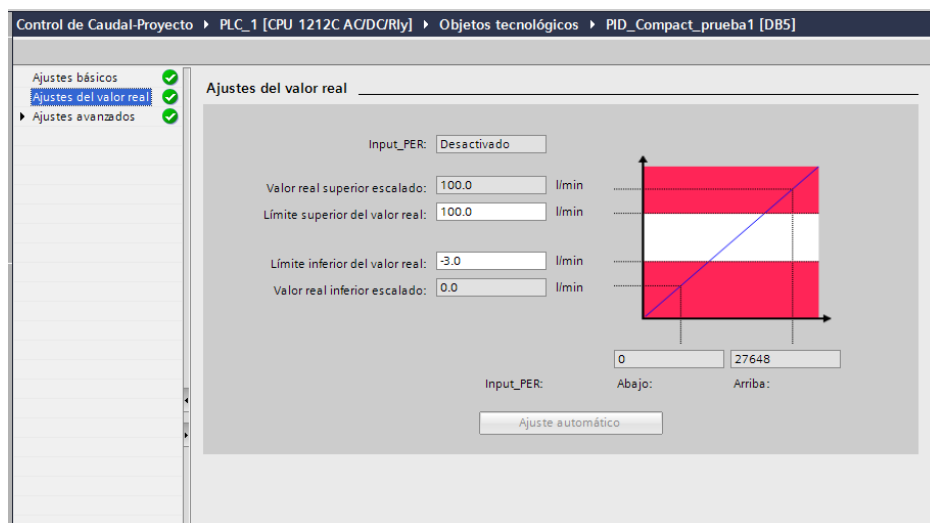 Control de Caudal-Proyecto ▸ PLC_1 [CPU 1212C AC/DC/Rly] ▸ Objetos tecnológicos ▸ PID_Compact_prueba1 [DB5]
Ajustes básicos
Ajustes del valor real
Ajustes avanzados
Ajustes del valor real
Input_PER: Desactivado
Valor real superior escalado: 100.0 l/min
Límite superior del valor real: 100.0 l/min
Límite inferior del valor real: -3.0 l/min
Valor real inferior escalado: 0.0 l/min
0 27648
Input_PER: Abajo: Arriba:
Ajuste automático